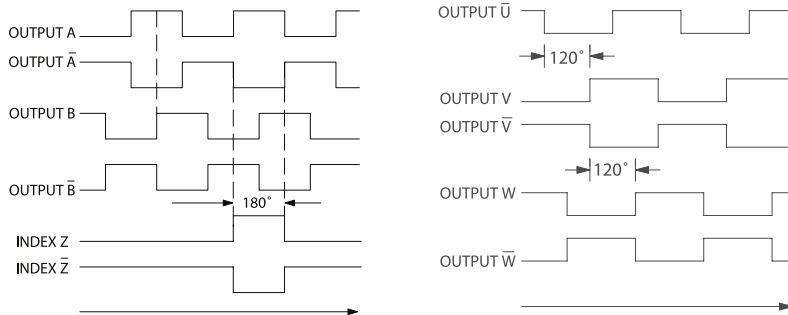 OUTPUT A
OUTPUT A̅
OUTPUT B
OUTPUT B̅
180°
INDEX Z
INDEX Z̅
OUTPUT U̅
120°
OUTPUT V
OUTPUT V̅
120°
OUTPUT W
OUTPUT W̅